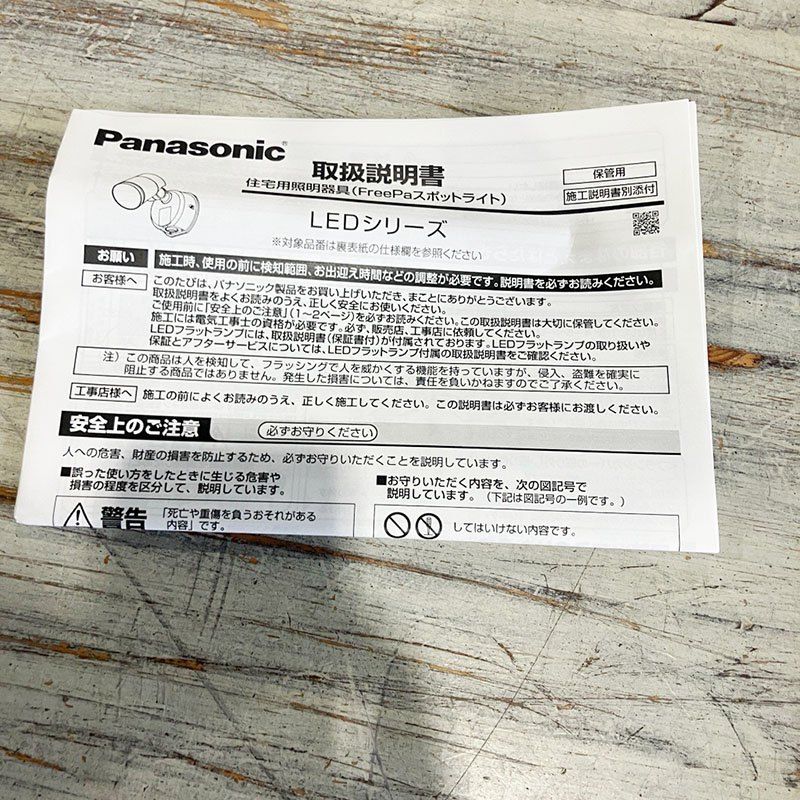 Panasonic®
取扱説明書
保管用
住宅用照明器具(FreePaスポットライト)
施工説明書別添付
LEDシリーズ
※対象品番は裏表紙の仕様欄を参照ください
お願い 施工時、使用の前に検知範囲、お出迎え時間などの調整が必要です。説明書を必ずお読みください。
お客様へ このたびは、パナソニック製品をお買い上げいただき、まことにありがとうございます。
取扱説明書をよくお読みのうえ、正しく安全にお使いください。
ご使用前に「安全上のご注意」(1～2ページ)を必ずお読みください。この取扱説明書は大切に保管してください。
施工には電気工事士の資格が必要です。必ず、販売店、工事店に依頼してください。
LEDフラットランプには、取扱説明書(保証書付)が付属されております。LEDフラットランプの取り扱いや
保証とアフターサービスについては、LEDフラットランプ付属の取扱説明書をご確認ください。
注) この商品は人を検知して、フラッシングで人を威かくする機能を持っていますが、侵入、盗難を確実に
阻止する商品ではありません。発生した損害については、責任を負いかねますのでご了承ください。
工事店様へ 施工の前によくお読みのうえ、正しく施工してください。この説明書は必ずお客様にお渡しください。
安全上のご注意 必ずお守りください
人への危害、財産の損害を防止するため、必ずお守りいただくことを説明しています。
■誤った使い方をしたときに生じる危害や
損害の程度を区分して、説明しています。
■お守りいただく内容を、次の図記号で
説明しています。(下記は図記号の一例です。)
警告 「死亡や重傷を負うおそれがある
内容」です。
してはいけない内容です。